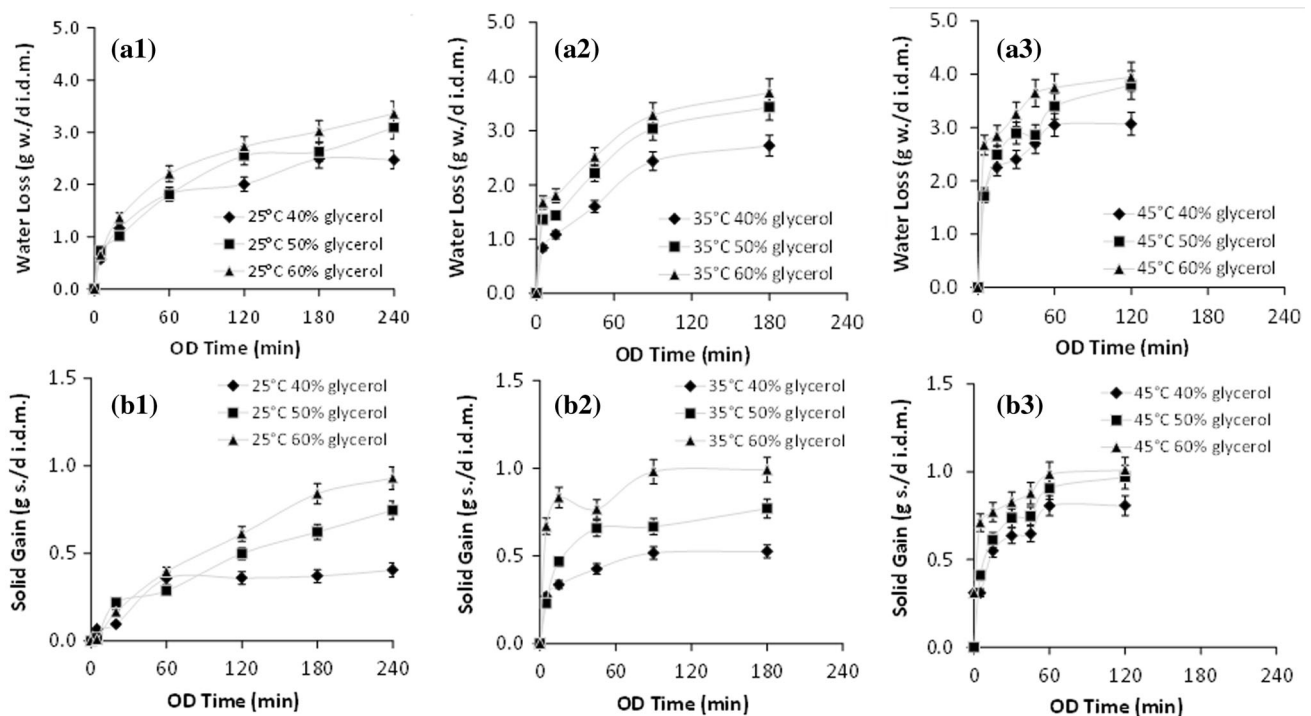 (a1)
Water Loss (g w./d i.d.m.)
5.0
4.0
3.0
2.0
1.0
0.0
25°C 40% glycerol
25°C 50% glycerol
25°C 60% glycerol
0 60 120 180 240
OD Time (min)
(a2)
Water Loss (g w./d i.d.m.)
5.0
4.0
3.0
2.0
1.0
0.0
35°C 40% glycerol
35°C 50% glycerol
35°C 60% glycerol
0 60 120 180 240
OD Time (min)
(a3)
Water Loss (g w./d i.d.m.)
5.0
4.0
3.0
2.0
1.0
0.0
45°C 40% glycerol
45°C 50% glycerol
45°C 60% glycerol
0 60 120 180 240
OD Time (min)
(b1)
Solid Gain (g s./d i.d.m.)
1.5
1.0
0.5
0.0
25°C 40% glycerol
25°C 50% glycerol
25°C 60% glycerol
0 60 120 180 240
OD Time (min)
(b2)
Solid Gain (g s./d i.d.m.)
1.5
1.0
0.5
0.0
35°C 40% glycerol
35°C 50% glycerol
35°C 60% glycerol
0 60 120 180 240
OD Time (min)
(b3)
Solid Gain (g s./d i.d.m.)
1.5
1.0
0.5
0.0
45°C 40% glycerol
45°C 50% glycerol
45°C 60% glycerol
0 60 120 180 240
OD Time (min)